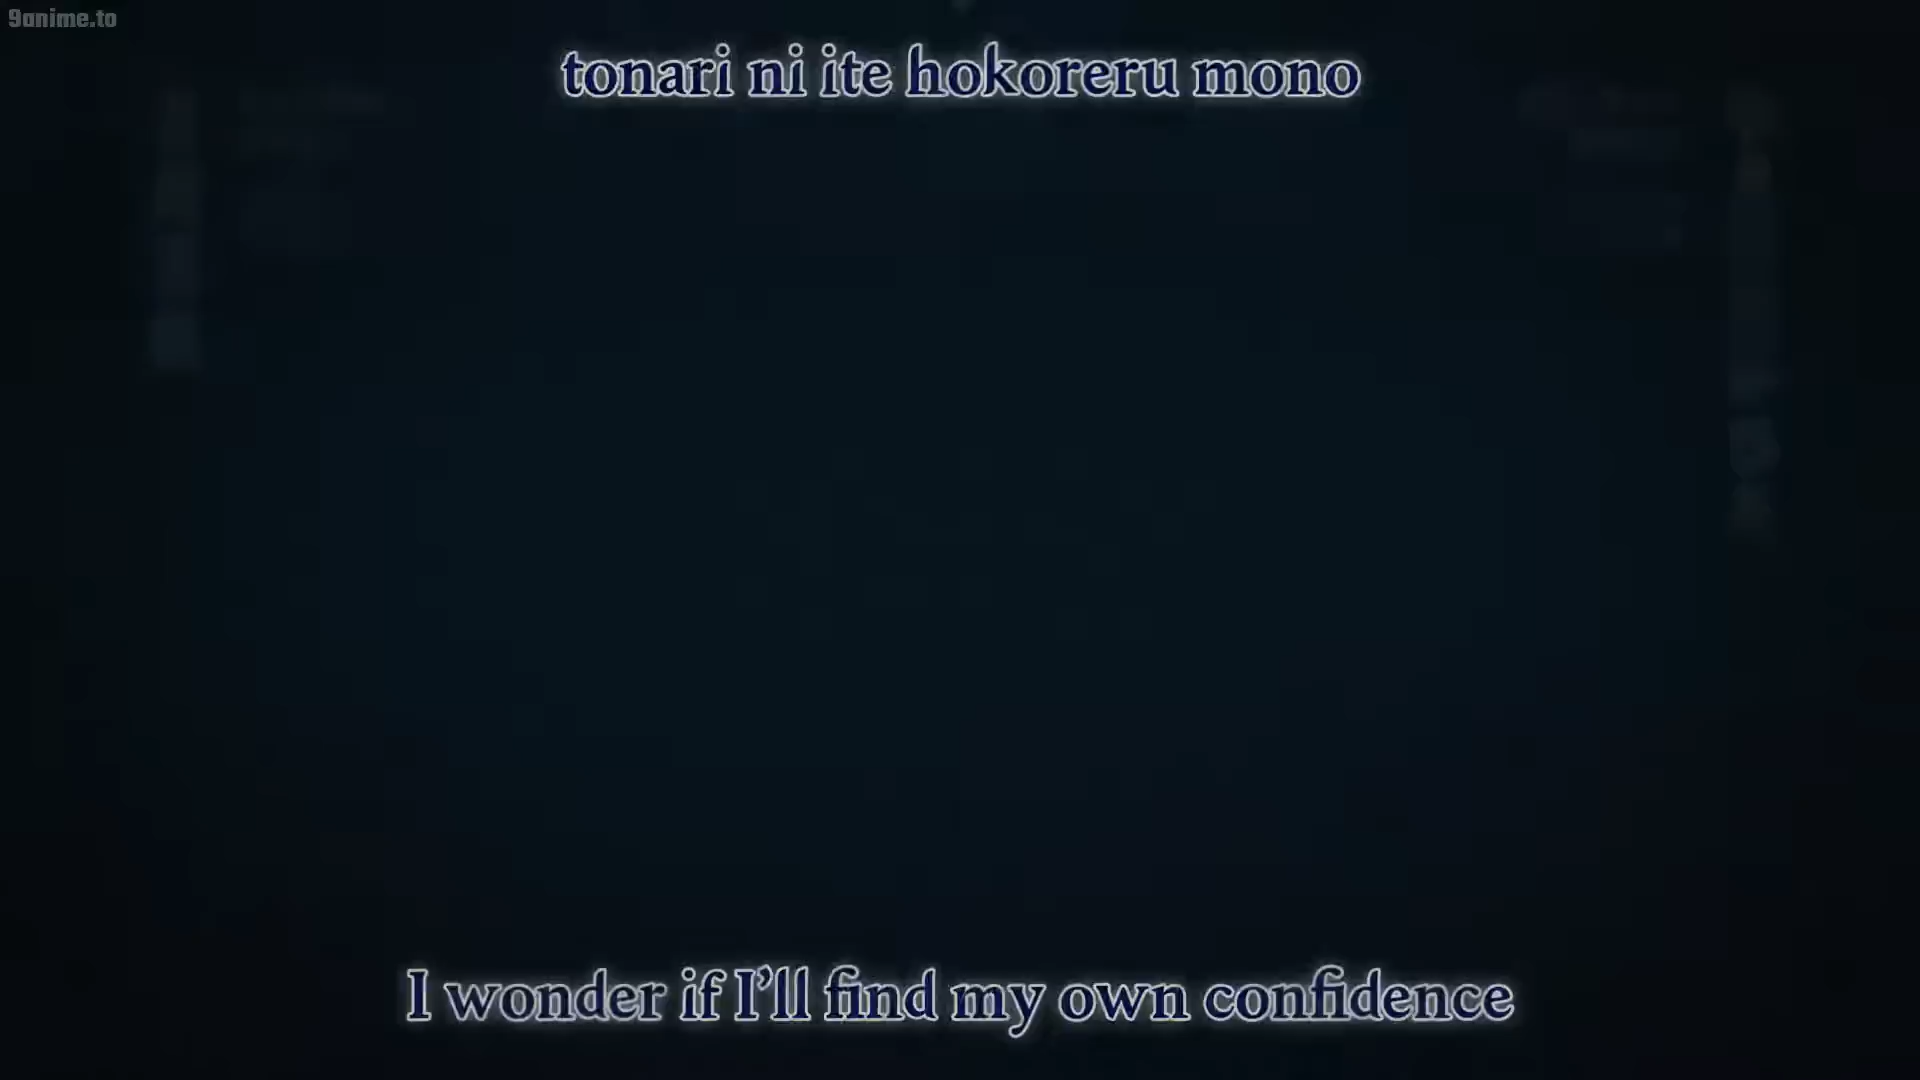 9anime.to
tonari ni ite hokoreru mono
I wonder if I'll find my own confidence